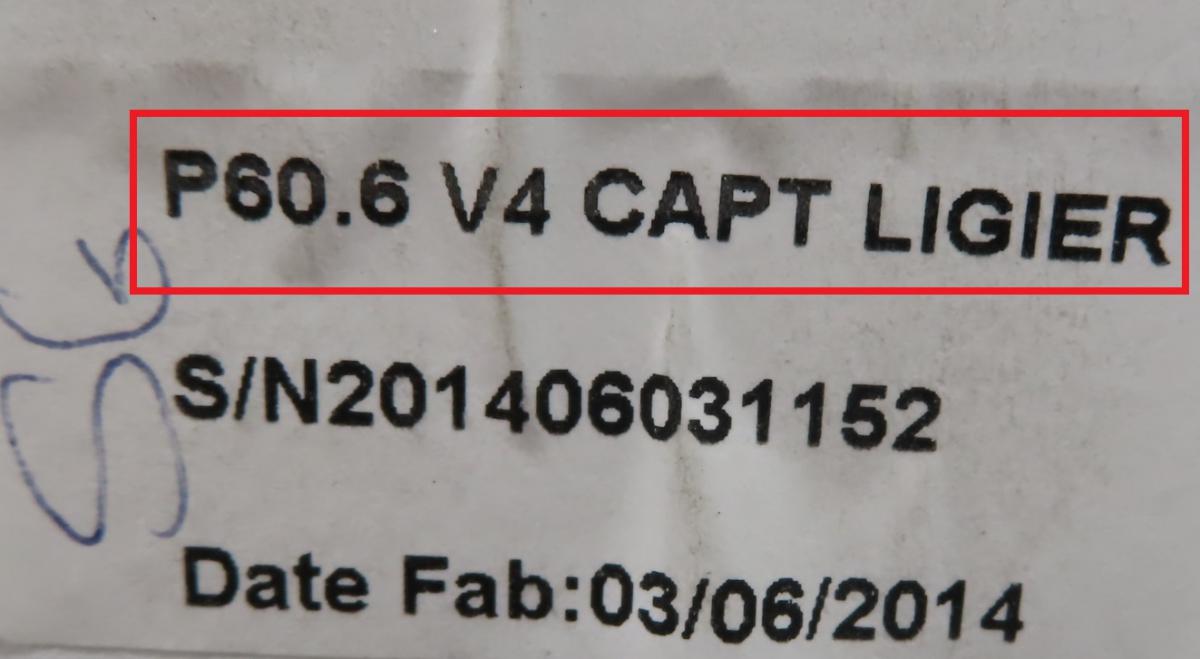 P60.6 V4 CAPT LIGIER
S/N201406031152
Date Fab:03/06/2014